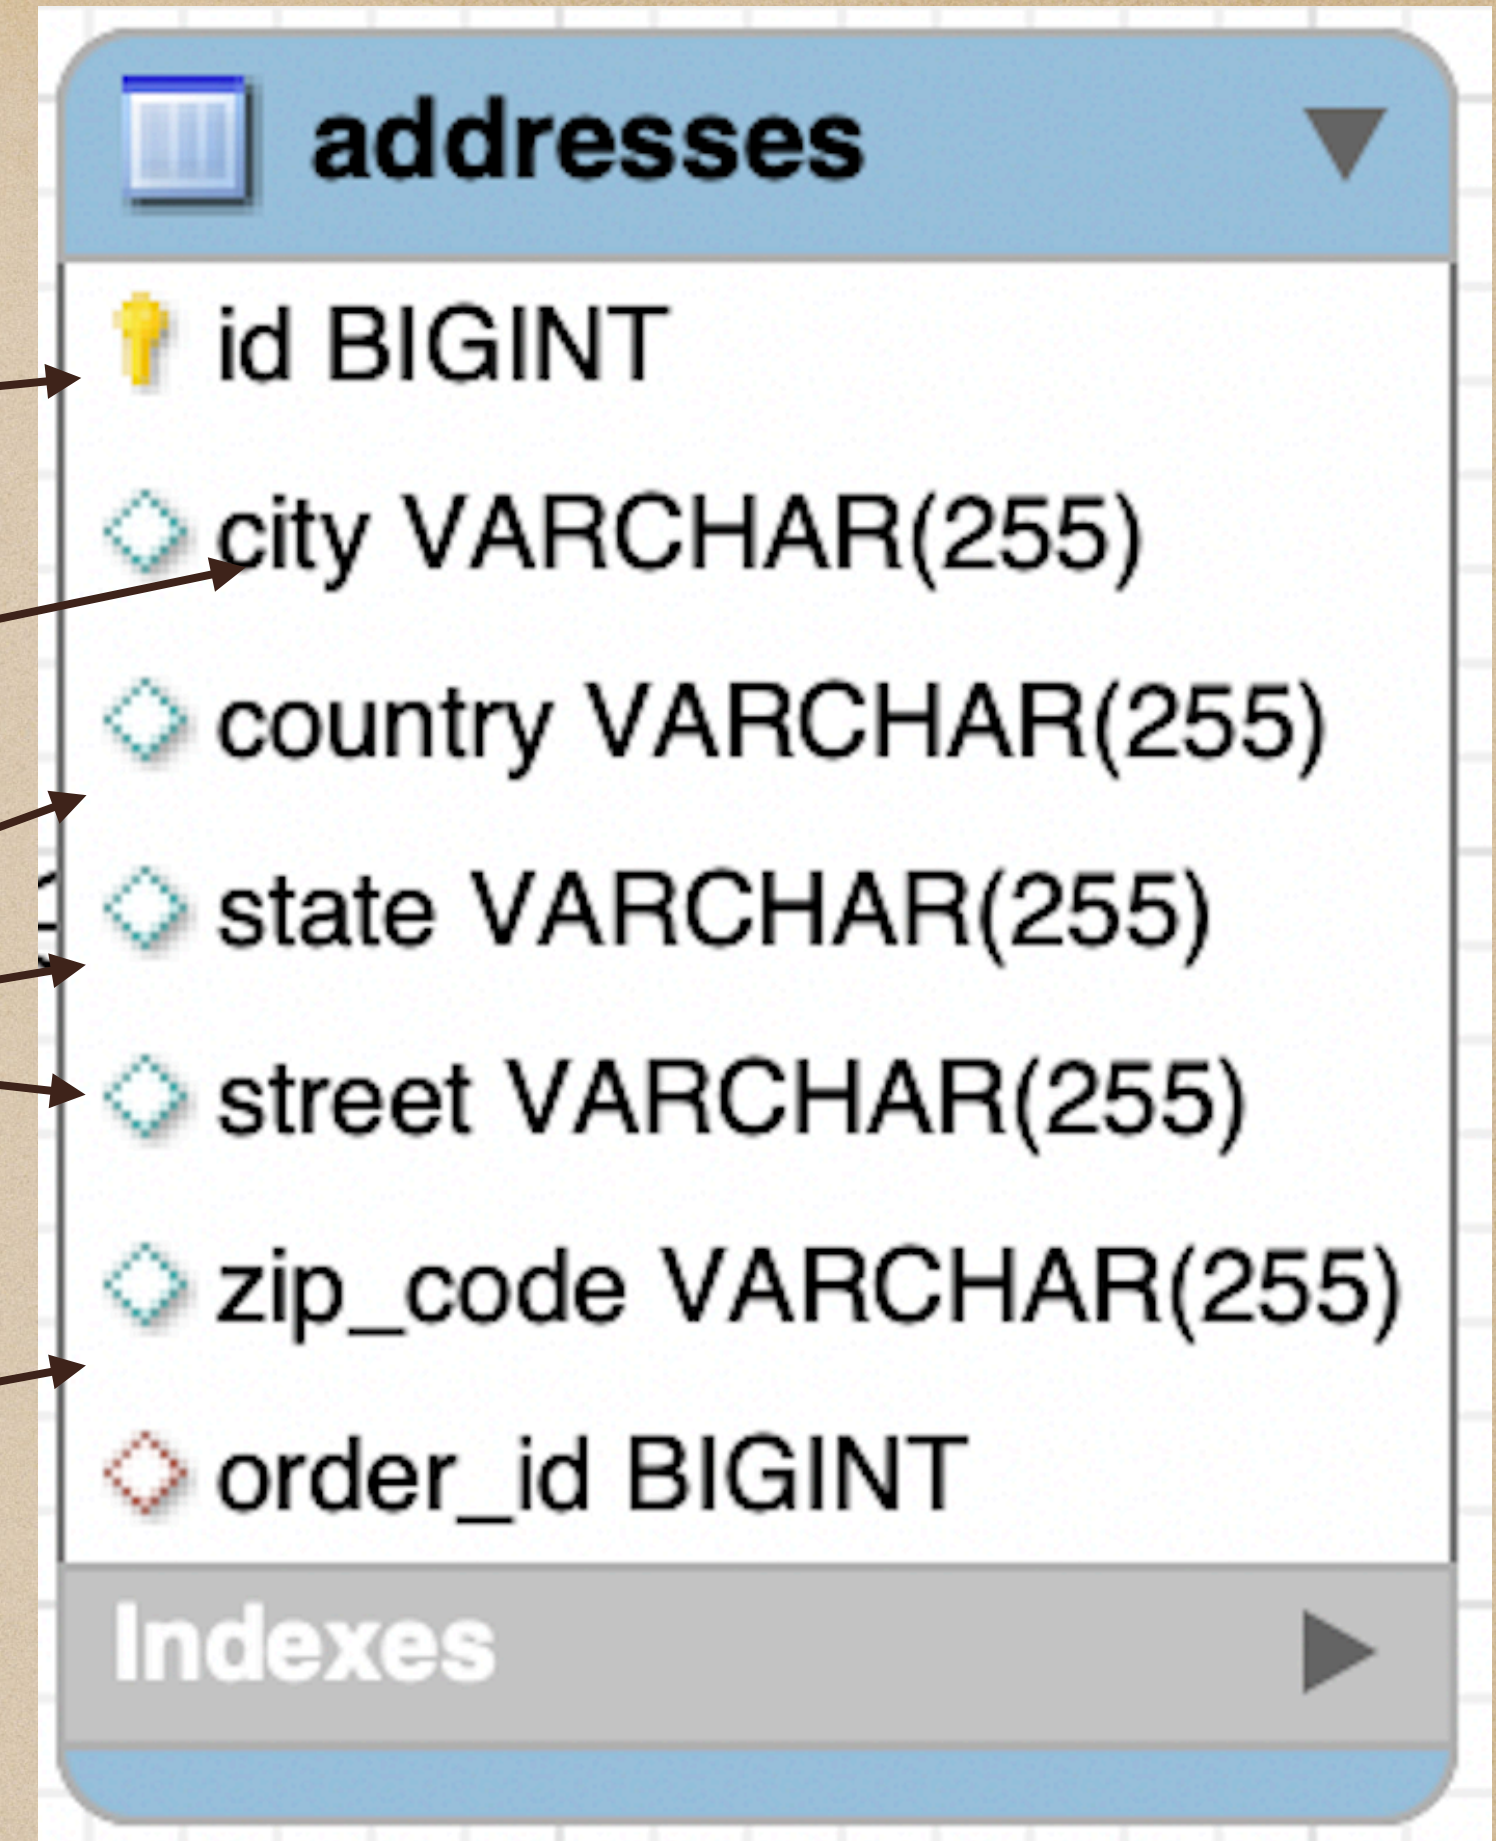 addresses
id BIGINT
city VARCHAR(255)
country VARCHAR(255)
state VARCHAR(255)
street VARCHAR(255)
zip_code VARCHAR(255)
order_id BIGINT
Indexes